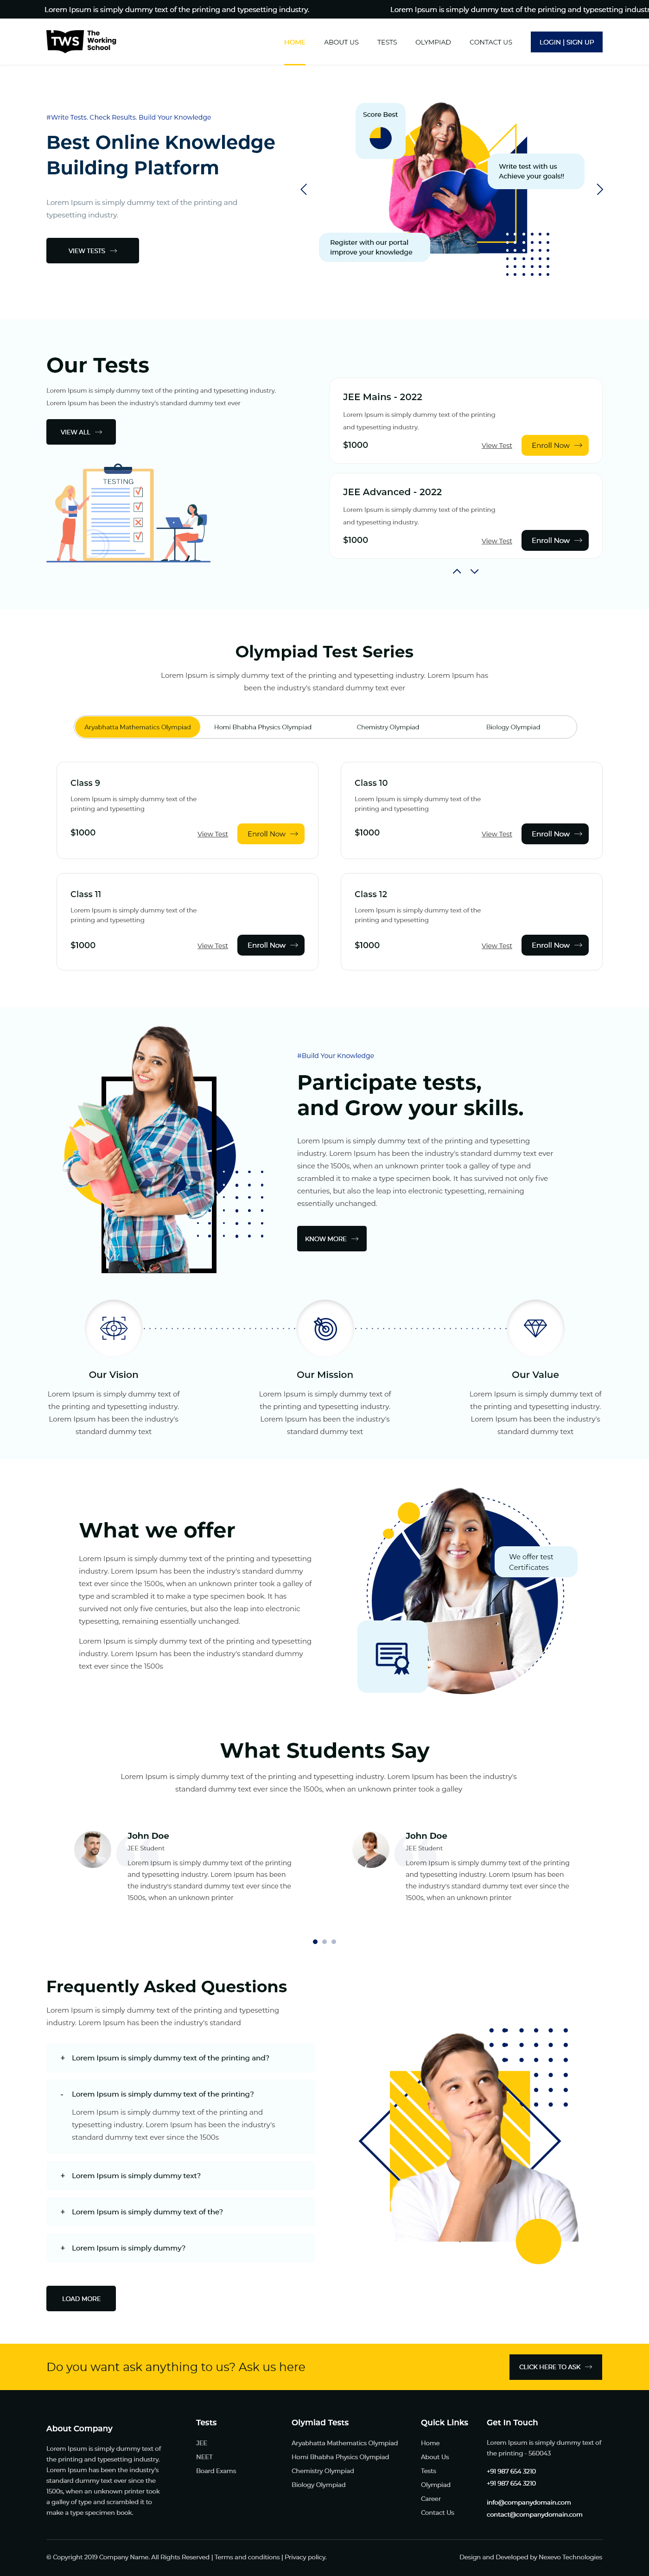 Lorem Ipsum is simply dummy text of the printing and typesetting industry.
Lorem Ipsum is simply dummy text of the printing and typesetting
TWS The Working School
HOME ABOUT US TESTS OLYMPIAD CONTACT US LOGIN | SIGN UP
#Write Tests. Check Results. Build Your Knowledge
Best Online Knowledge
Building Platform
Lorem Ipsum is simply dummy text of the printing and
typesetting industry.
VIEW TESTS
Score Best
Write test with us
Achieve your goals!!
Register with our portal
improve your knowledge
Our Tests
Lorem Ipsum is simply dummy text of the printing and typesetting industry.
Lorem Ipsum has been the industry's standard dummy text ever
VIEW ALL
TESTING
JEE Mains - 2022
Lorem Ipsum is simply dummy text of the printing
and typesetting industry.
$1000 View Test Enroll Now
JEE Advanced - 2022
Lorem Ipsum is simply dummy text of the printing
and typesetting industry.
$1000 View Test Enroll Now
Olympiad Test Series
Lorem Ipsum is simply dummy text of the printing and typesetting industry. Lorem Ipsum has
been the industry's standard dummy text ever
Aryabhatta Mathematics Olympiad Homi Bhabha Physics Olympiad Chemistry Olympiad Biology Olympiad
Class 9
Lorem Ipsum is simply dummy text of the
printing and typesetting
$1000 View Test Enroll Now
Class 10
Lorem Ipsum is simply dummy text of the
printing and typesetting
$1000 View Test Enroll Now
Class 11
Lorem Ipsum is simply dummy text of the
printing and typesetting
$1000 View Test Enroll Now
Class 12
Lorem Ipsum is simply dummy text of the
printing and typesetting
$1000 View Test Enroll Now
#Build Your Knowledge
Participate tests,
and Grow your skills.
Lorem Ipsum is simply dummy text of the printing and typesetting
industry. Lorem Ipsum has been the industry's standard dummy text ever
since the 1500s, when an unknown printer took a galley of type and
scrambled it to make a type specimen book. It has survived not only five
centuries, but also the leap into electronic typesetting, remaining
essentially unchanged.
KNOW MORE
Our Vision
Lorem Ipsum is simply dummy text of
the printing and typesetting industry.
Lorem Ipsum has been the industry's
standard dummy text
Our Mission
Lorem Ipsum is simply dummy text of
the printing and typesetting industry.
Lorem Ipsum has been the industry's
standard dummy text
Our Value
Lorem Ipsum is simply dummy text of
the printing and typesetting industry.
Lorem Ipsum has been the industry's
standard dummy text
What we offer
Lorem Ipsum is simply dummy text of the printing and typesetting
industry. Lorem Ipsum has been the industry's standard dummy
text ever since the 1500s, when an unknown printer took a galley of
type and scrambled it to make a type specimen book. It has
survived not only five centuries, but also the leap into electronic
typesetting, remaining essentially unchanged.
Lorem Ipsum is simply dummy text of the printing and typesetting
industry. Lorem Ipsum has been the industry's standard dummy
text ever since the 1500s
We offer test
Certificates
What Students Say
Lorem Ipsum is simply dummy text of the printing and typesetting industry. Lorem Ipsum has been the industry's
standard dummy text ever since the 1500s, when an unknown printer took a galley
John Doe
JEE Student
Lorem Ipsum is simply dummy text of the printing
and typesetting industry. Lorem Ipsum has been
the industry's standard dummy text ever since the
1500s, when an unknown printer
John Doe
JEE Student
Lorem Ipsum is simply dummy text of the printing
and typesetting industry. Lorem Ipsum has been
the industry's standard dummy text ever since the
1500s, when an unknown printer
Frequently Asked Questions
Lorem Ipsum is simply dummy text of the printing and typesetting
industry. Lorem Ipsum has been the industry's standard
+ Lorem Ipsum is simply dummy text of the printing and?
- Lorem Ipsum is simply dummy text of the printing?
Lorem Ipsum is simply dummy text of the printing and
typesetting industry. Lorem Ipsum has been the industry's
standard dummy text ever since the 1500s
+ Lorem Ipsum is simply dummy text?
+ Lorem Ipsum is simply dummy text of the?
+ Lorem Ipsum is simply dummy?
LOAD MORE
Do you want ask anything to us? Ask us here
CLICK HERE TO ASK
About Company
Lorem Ipsum is simply dummy text of
the printing and typesetting industry.
Lorem Ipsum has been the industry's
standard dummy text ever since the
1500s, when an unknown printer took
a galley of type and scrambled it to
make a type specimen book.
Tests
JEE
NEET
Board Exams
Olymiad Tests
Aryabhatta Mathematics Olympiad
Homi Bhabha Physics Olympiad
Chemistry Olympiad
Biology Olympiad
Quick Links
Home
About Us
Tests
Olympiad
Career
Contact Us
Get In Touch
Lorem Ipsum is simply dummy text of
the printing - 560043
+91 987 654 3210
+91 987 654 3210
info@companydomain.com
contact@companydomain.com
© Copyright 2019 Company Name. All Rights Reserved | Terms and conditions | Privacy policy.
Design and Developed by Nexevo Technologies